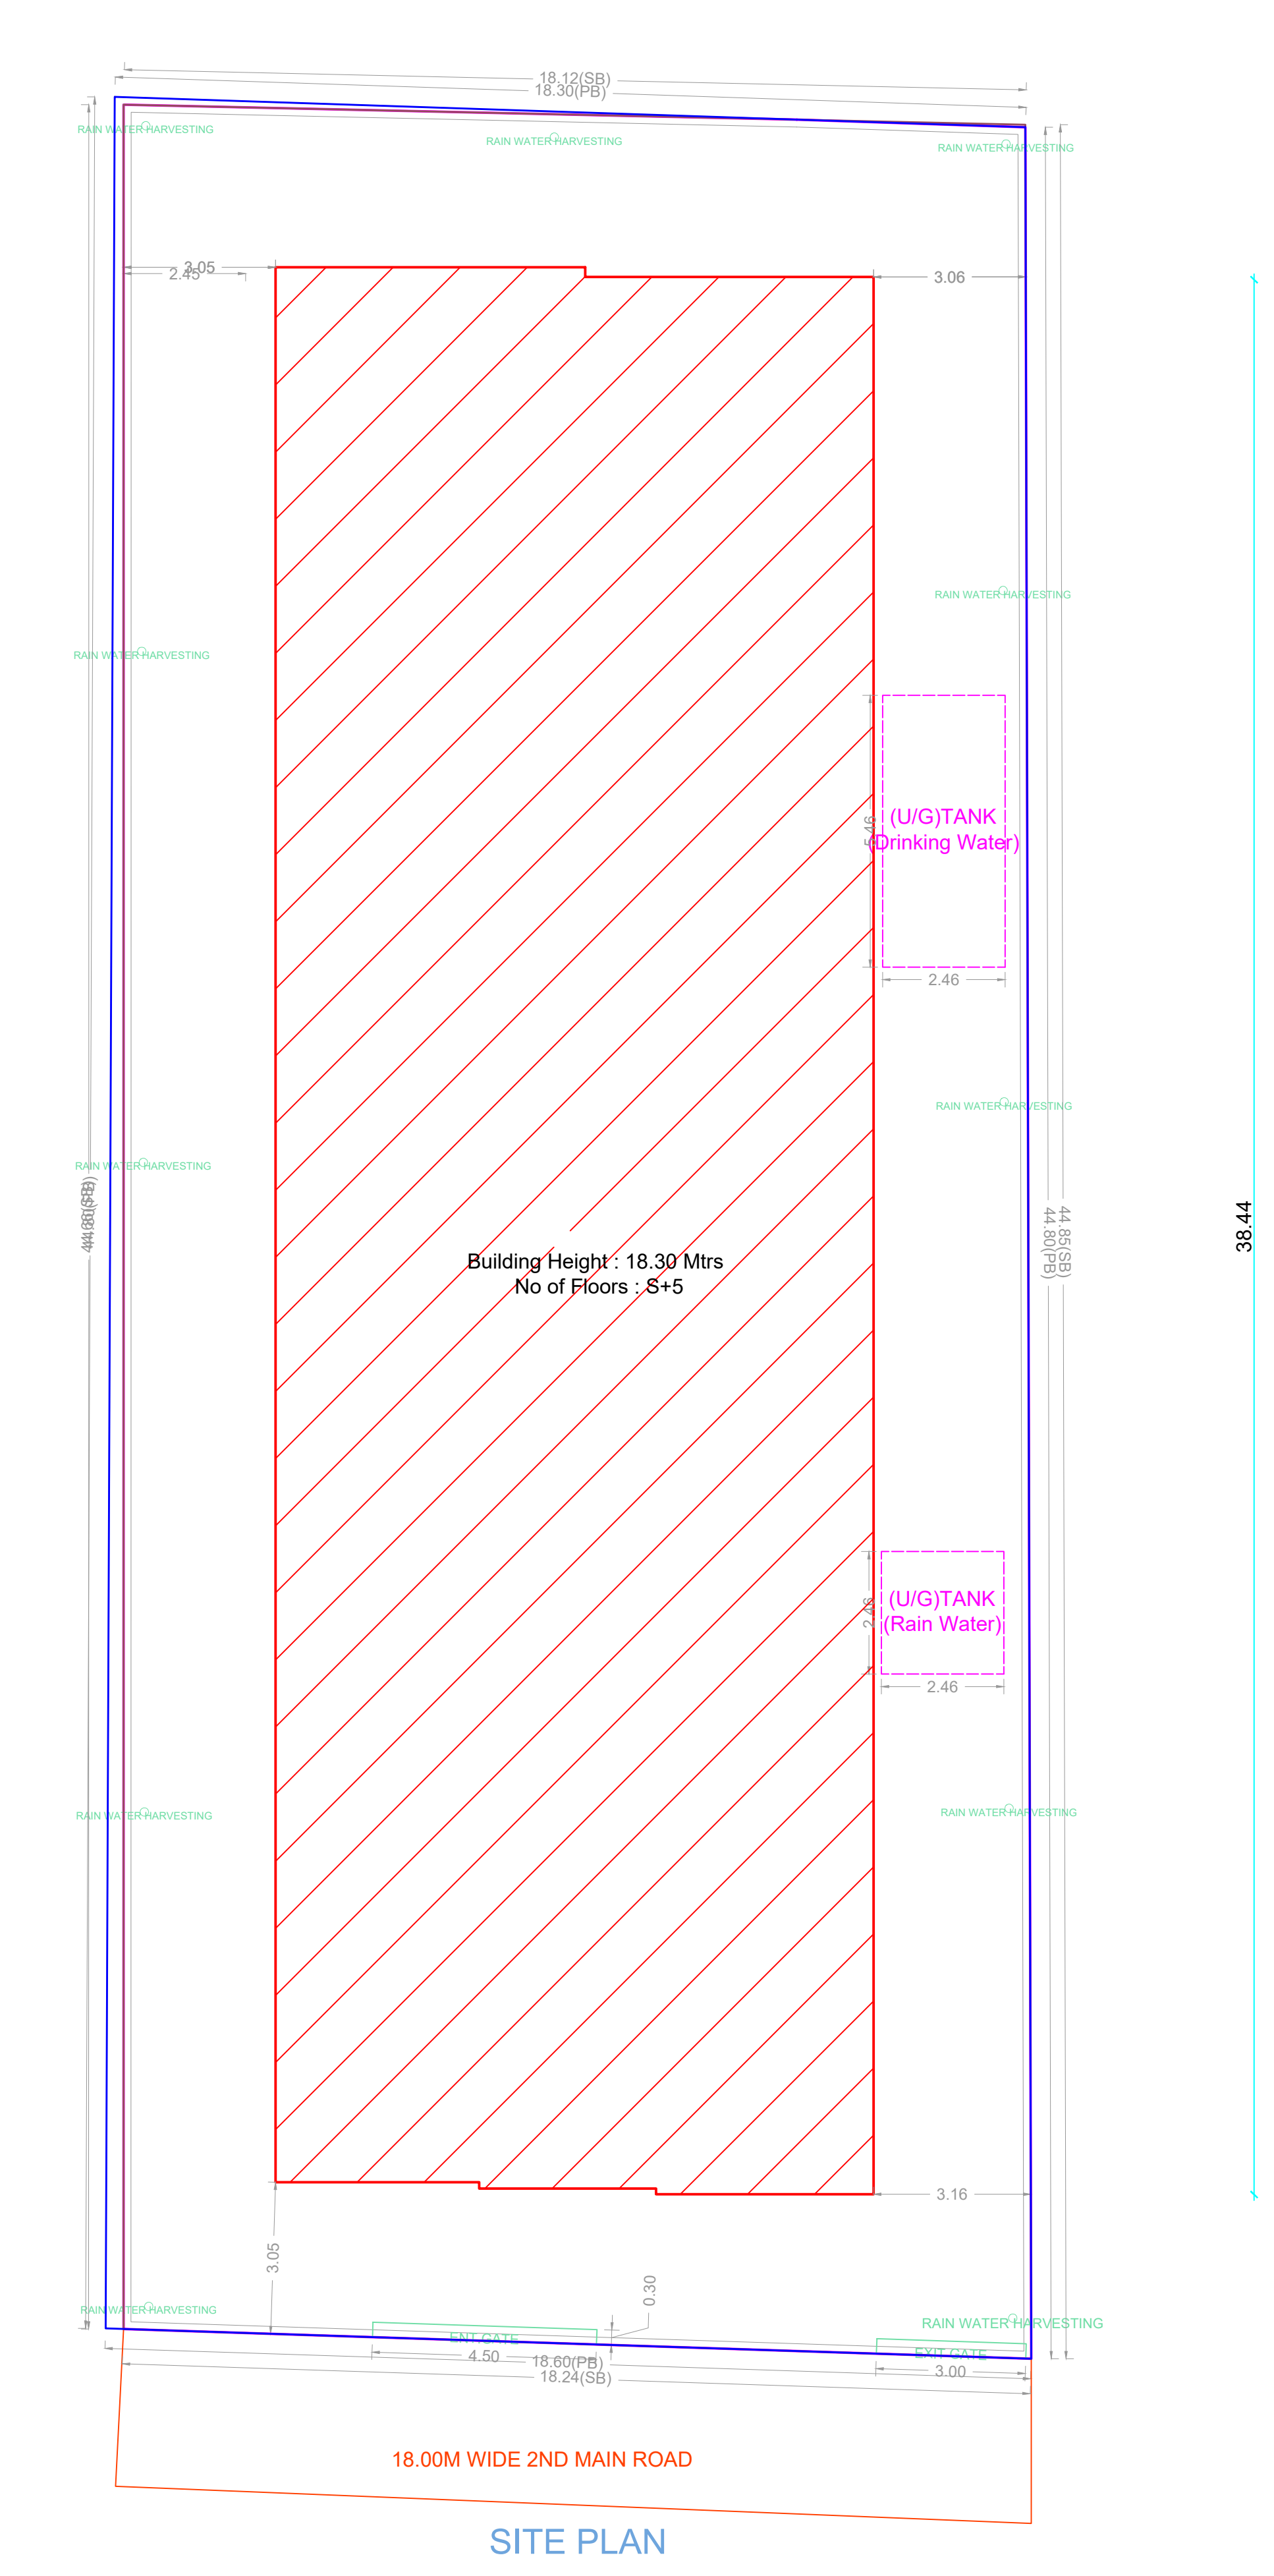 18.12(SB)
18.30(PB)
RAIN WATER HARVESTING
RAIN WATER HARVESTING
RAIN WATER HARVESTING
3.05
2.45
3.06
RAIN WATER HARVESTING
RAIN WATER HARVESTING
5.46
(U/G)TANK
(Drinking Water)
2.46
RAIN WATER HARVESTING
RAIN WATER HARVESTING
44.80(PB)
44.85(SB)
38.44
Building Height : 18.30 Mtrs
No of Floors : S+5
2.46
(U/G)TANK
(Rain Water)
2.46
RAIN WATER HARVESTING
RAIN WATER HARVESTING
3.16
3.05
0.30
RAIN WATER HARVESTING
RAIN WATER HARVESTING
ENT.GATE
EXIT GATE
4.50
18.60(PB)
18.24(SB)
3.00
18.00M WIDE 2ND MAIN ROAD
SITE PLAN